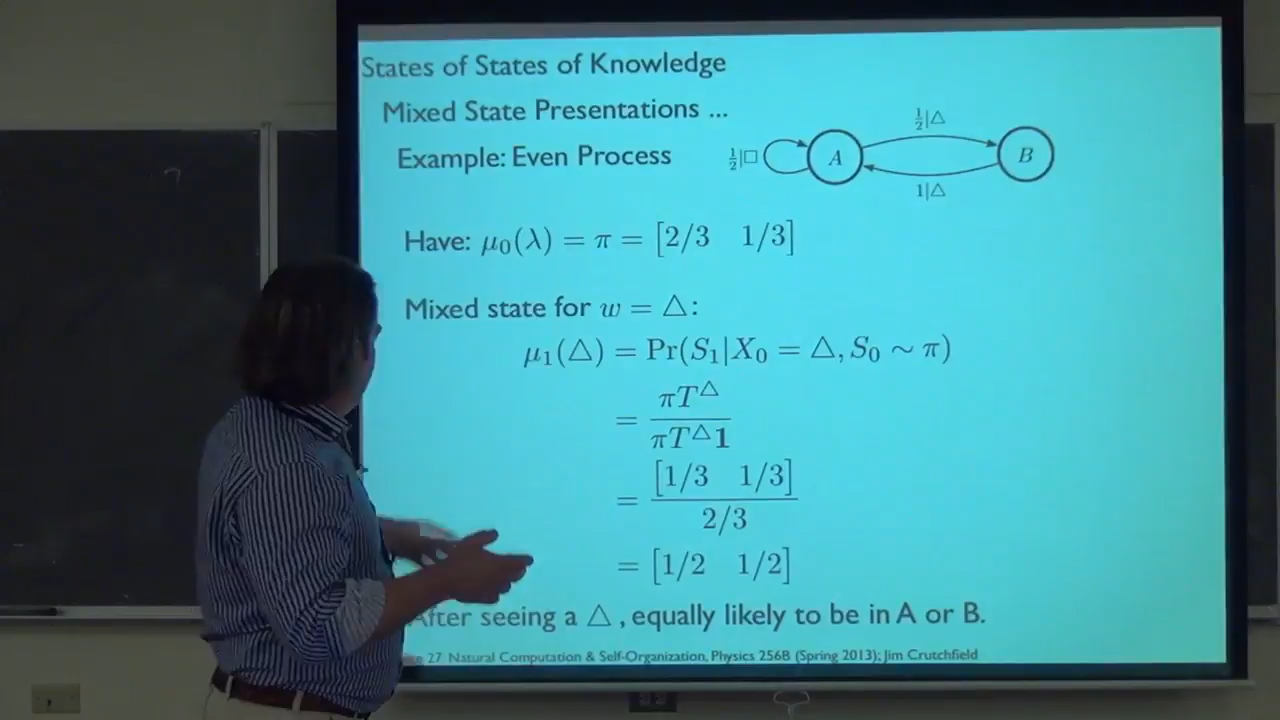 States of States of Knowledge
Mixed State Presentations ...
Example: Even Process
½|□
A
½|△
B
1|△
Have: μ₀(λ) = π = [2/3 1/3]
Mixed state for w = △:
μ₁(△) = Pr(S₁|X₀ = △, S₀ ∼ π)
= πT^△ / πT^△1
= [1/3 1/3] / 2/3
= [1/2 1/2]
After seeing a △ , equally likely to be in A or B.
27 Natural Computation & Self-Organization, Physics 256B (Spring 2013); Jim Crutchfield